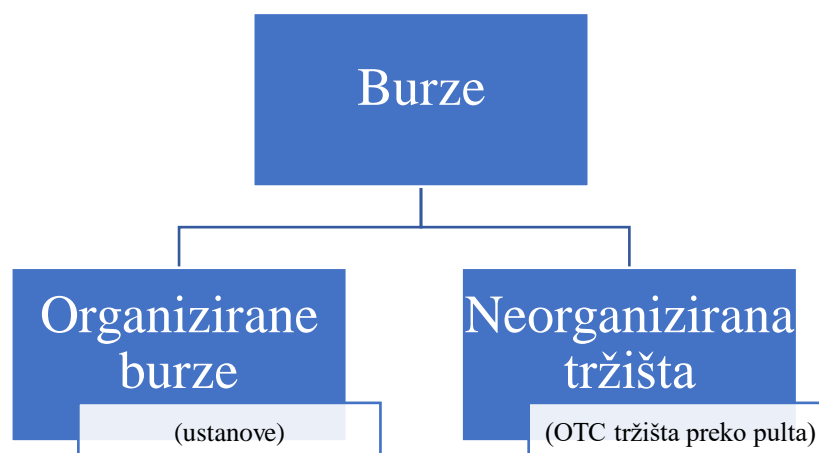 Burze
Organizirane
burze
(ustanove)
Neorganizirana
tržišta
(OTC tržišta preko pulta)